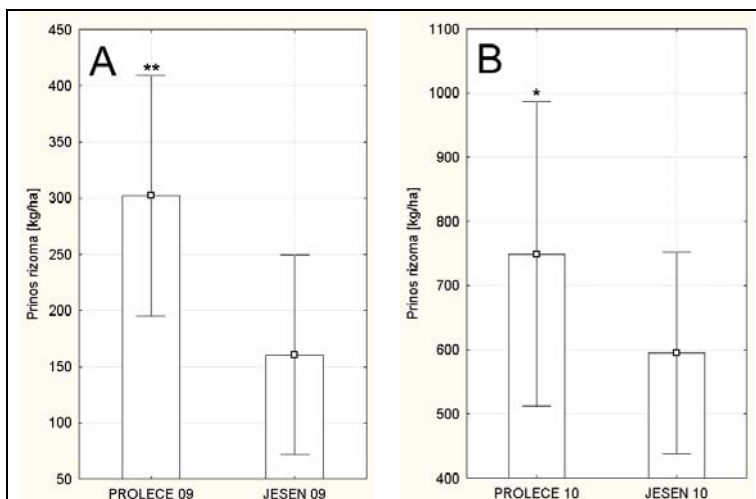 A
**
Prinos rizoma [kg/ha]
450
400
350
300
250
200
150
100
50
PROLECE 09
JESEN 09
B
*
Prinos rizoma [kg/ha]
1100
1000
900
800
700
600
500
400
PROLECE 10
JESEN 10